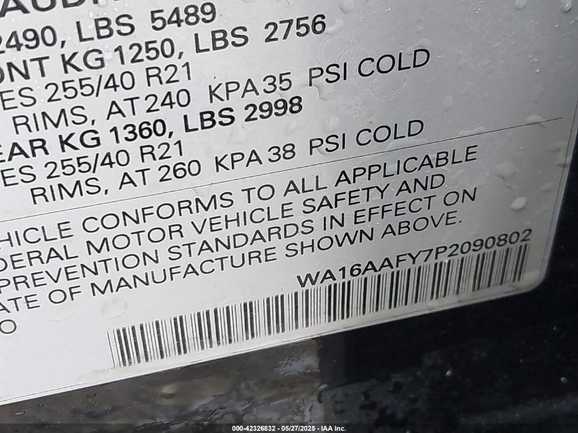 2490, LBS 5489
ONT KG 1250, LBS 2756
ES 255/40 R21
RIMS, AT 240 KPA 35 PSI COLD
EAR KG 1360, LBS 2998
ES 255/40 R21
RIMS, AT 260 KPA 38 PSI COLD
HICLE CONFORMS TO ALL APPLICABLE
DERAL MOTOR VEHICLE SAFETY AND
PREVENTION STANDARDS IN EFFECT ON
ATE OF MANUFACTURE SHOWN ABOVE.
WA16AAFY7P2090802
000-42326832 - 05/27/2025 - IAA Inc.